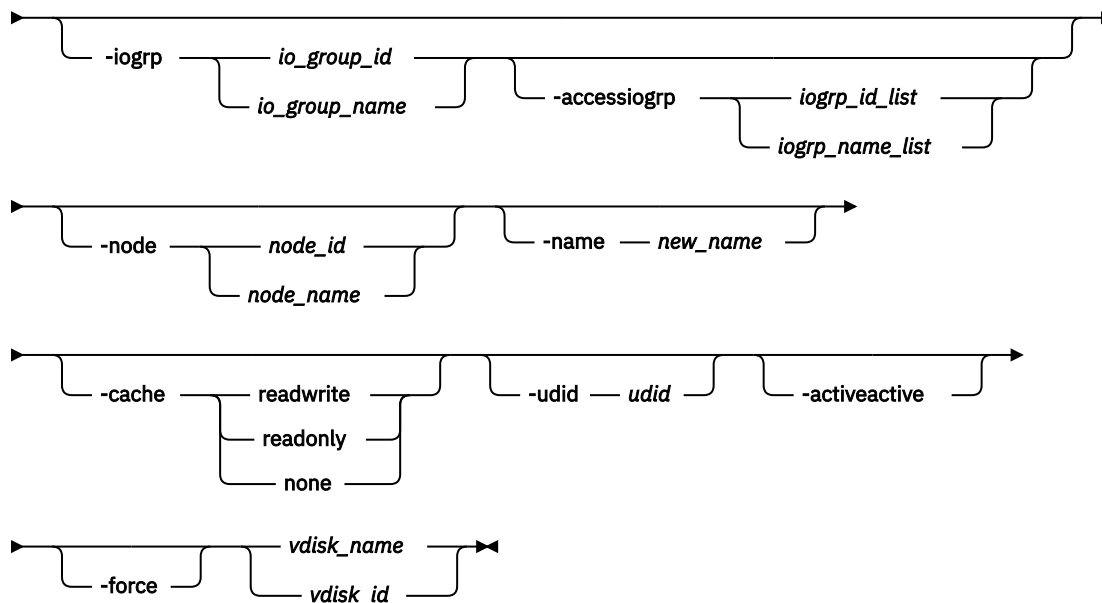 -iogrp io_group_id
io_group_name
-accessiogrp iogrp_id_list
iogrp_name_list
-node node_id
node_name
-name new_name
-cache readwrite
readonly
none
-udid udid
-activeactive
-force
vdisk_name
vdisk_id